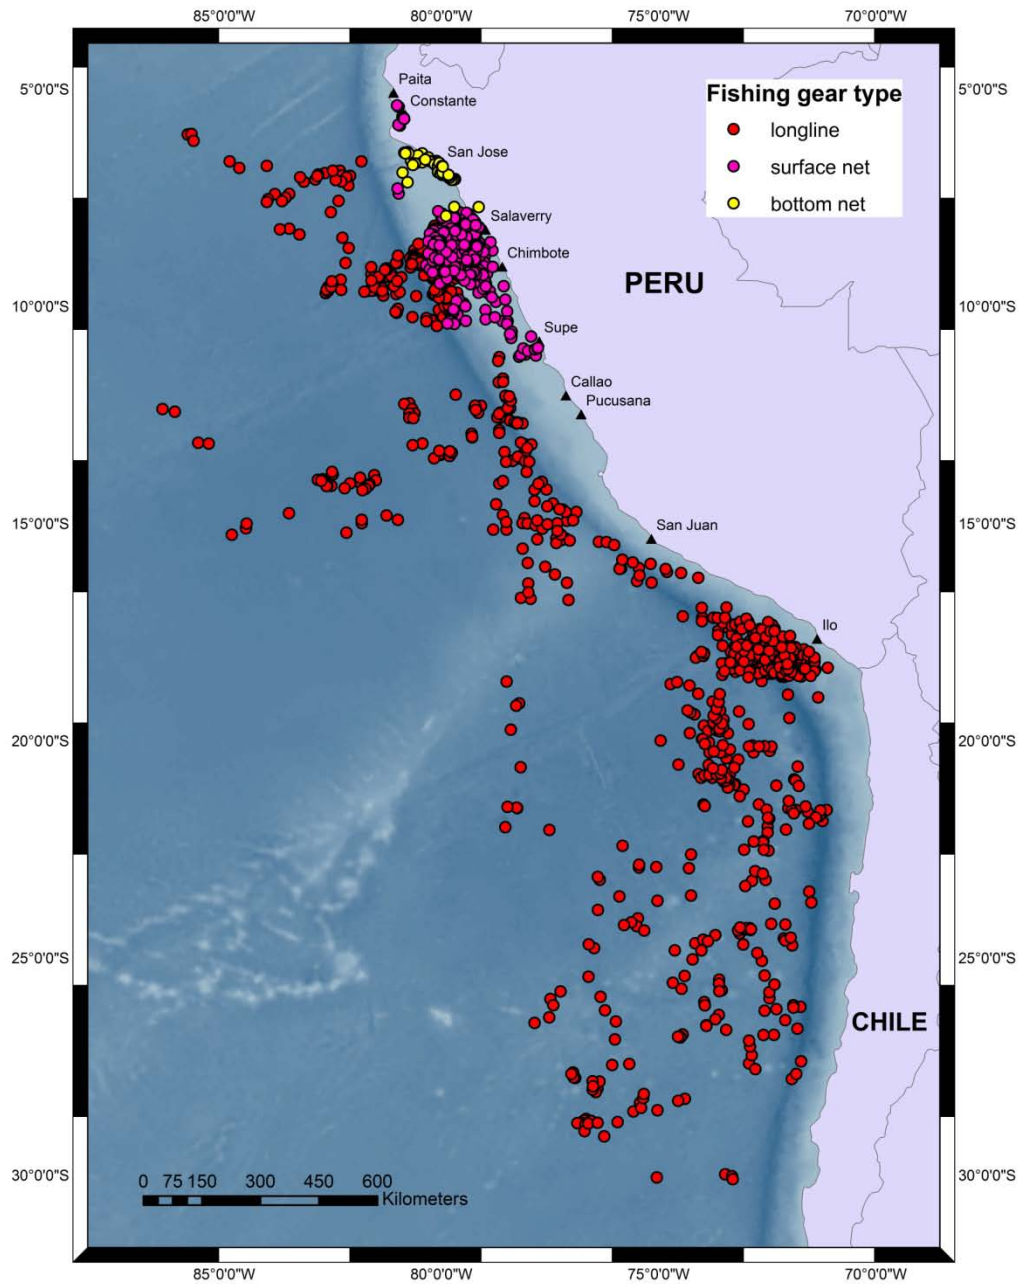 85°0'0"W 80°0'0"W 75°0'0"W 70°0'0"W
5°0'0"S 5°0'0"S
Paita
Constante
Fishing gear type
longline
surface net
bottom net
San Jose
Salaverry
Chimbote
PERU
10°0'0"S 10°0'0"S
Supe
Callao
Pucusana
15°0'0"S 15°0'0"S
San Juan
Ilo
20°0'0"S 20°0'0"S
25°0'0"S 25°0'0"S
CHILE
30°0'0"S 30°0'0"S
0 75 150 300 450 600
Kilometers
85°0'0"W 80°0'0"W 75°0'0"W 70°0'0"W